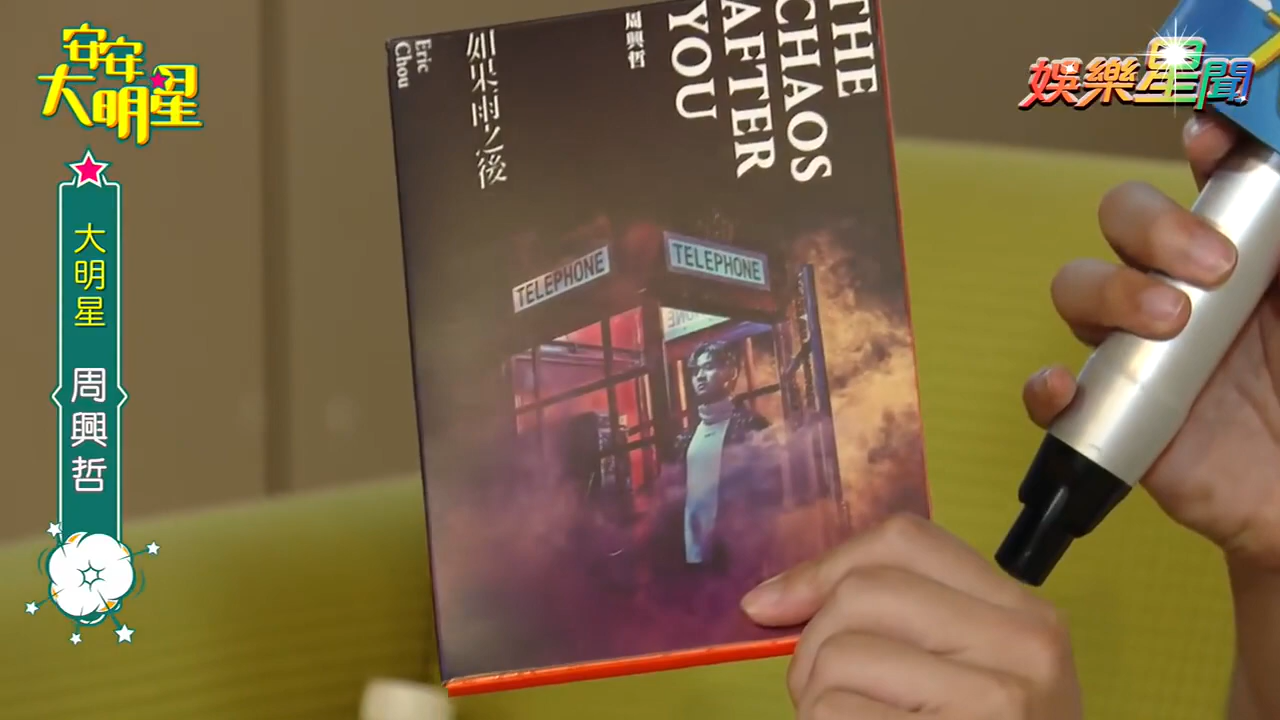 安安
大明星
大明星 周興哲
娛樂星聞
THE
CHAOS
AFTER
YOU
周興哲
如果雨之後
Eric
Chou
TELEPHONE
TELEPHONE